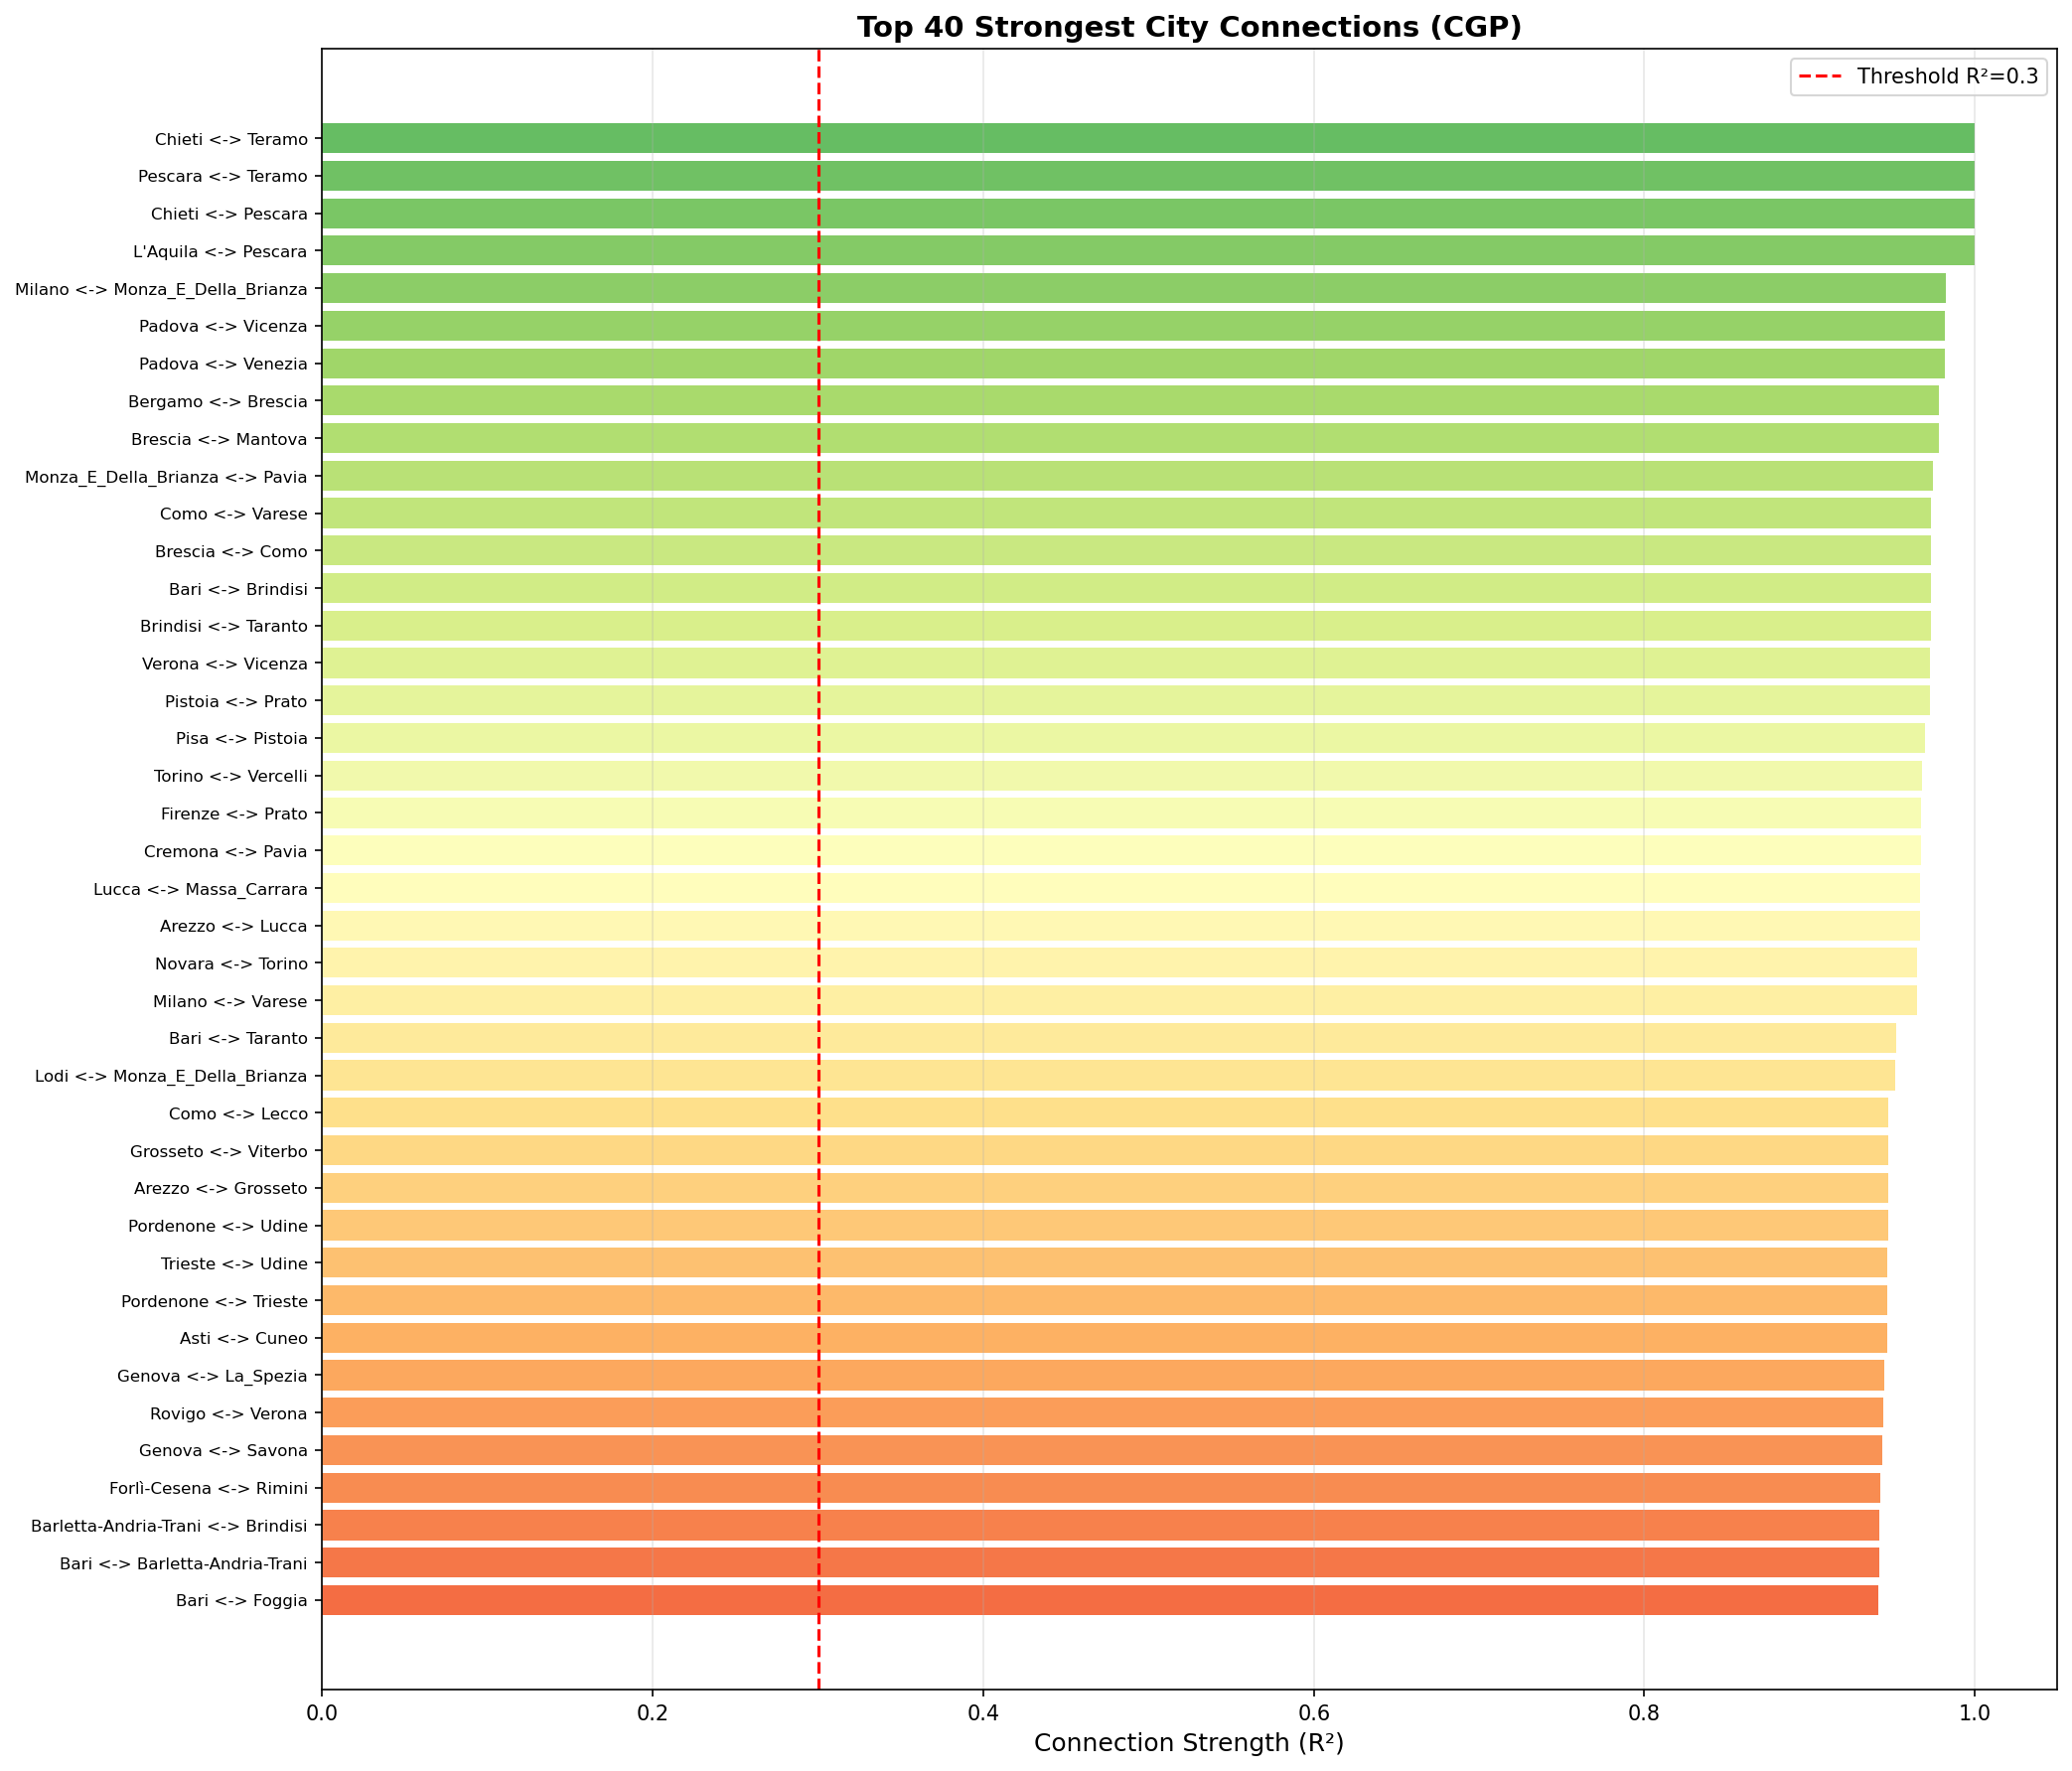 Top 40 Strongest City Connections (CGP)
Threshold R²=0.3
Chieti <-> Teramo
Pescara <-> Teramo
Chieti <-> Pescara
L'Aquila <-> Pescara
Milano <-> Monza_E_Della_Brianza
Padova <-> Vicenza
Padova <-> Venezia
Bergamo <-> Brescia
Brescia <-> Mantova
Monza_E_Della_Brianza <-> Pavia
Como <-> Varese
Brescia <-> Como
Bari <-> Brindisi
Brindisi <-> Taranto
Verona <-> Vicenza
Pistoia <-> Prato
Pisa <-> Pistoia
Torino <-> Vercelli
Firenze <-> Prato
Cremona <-> Pavia
Lucca <-> Massa_Carrara
Arezzo <-> Lucca
Novara <-> Torino
Milano <-> Varese
Bari <-> Taranto
Lodi <-> Monza_E_Della_Brianza
Como <-> Lecco
Grosseto <-> Viterbo
Arezzo <-> Grosseto
Pordenone <-> Udine
Trieste <-> Udine
Pordenone <-> Trieste
Asti <-> Cuneo
Genova <-> La_Spezia
Rovigo <-> Verona
Genova <-> Savona
Forlì-Cesena <-> Rimini
Barletta-Andria-Trani <-> Brindisi
Bari <-> Barletta-Andria-Trani
Bari <-> Foggia
0.0 0.2 0.4 0.6 0.8 1.0
Connection Strength (R²)